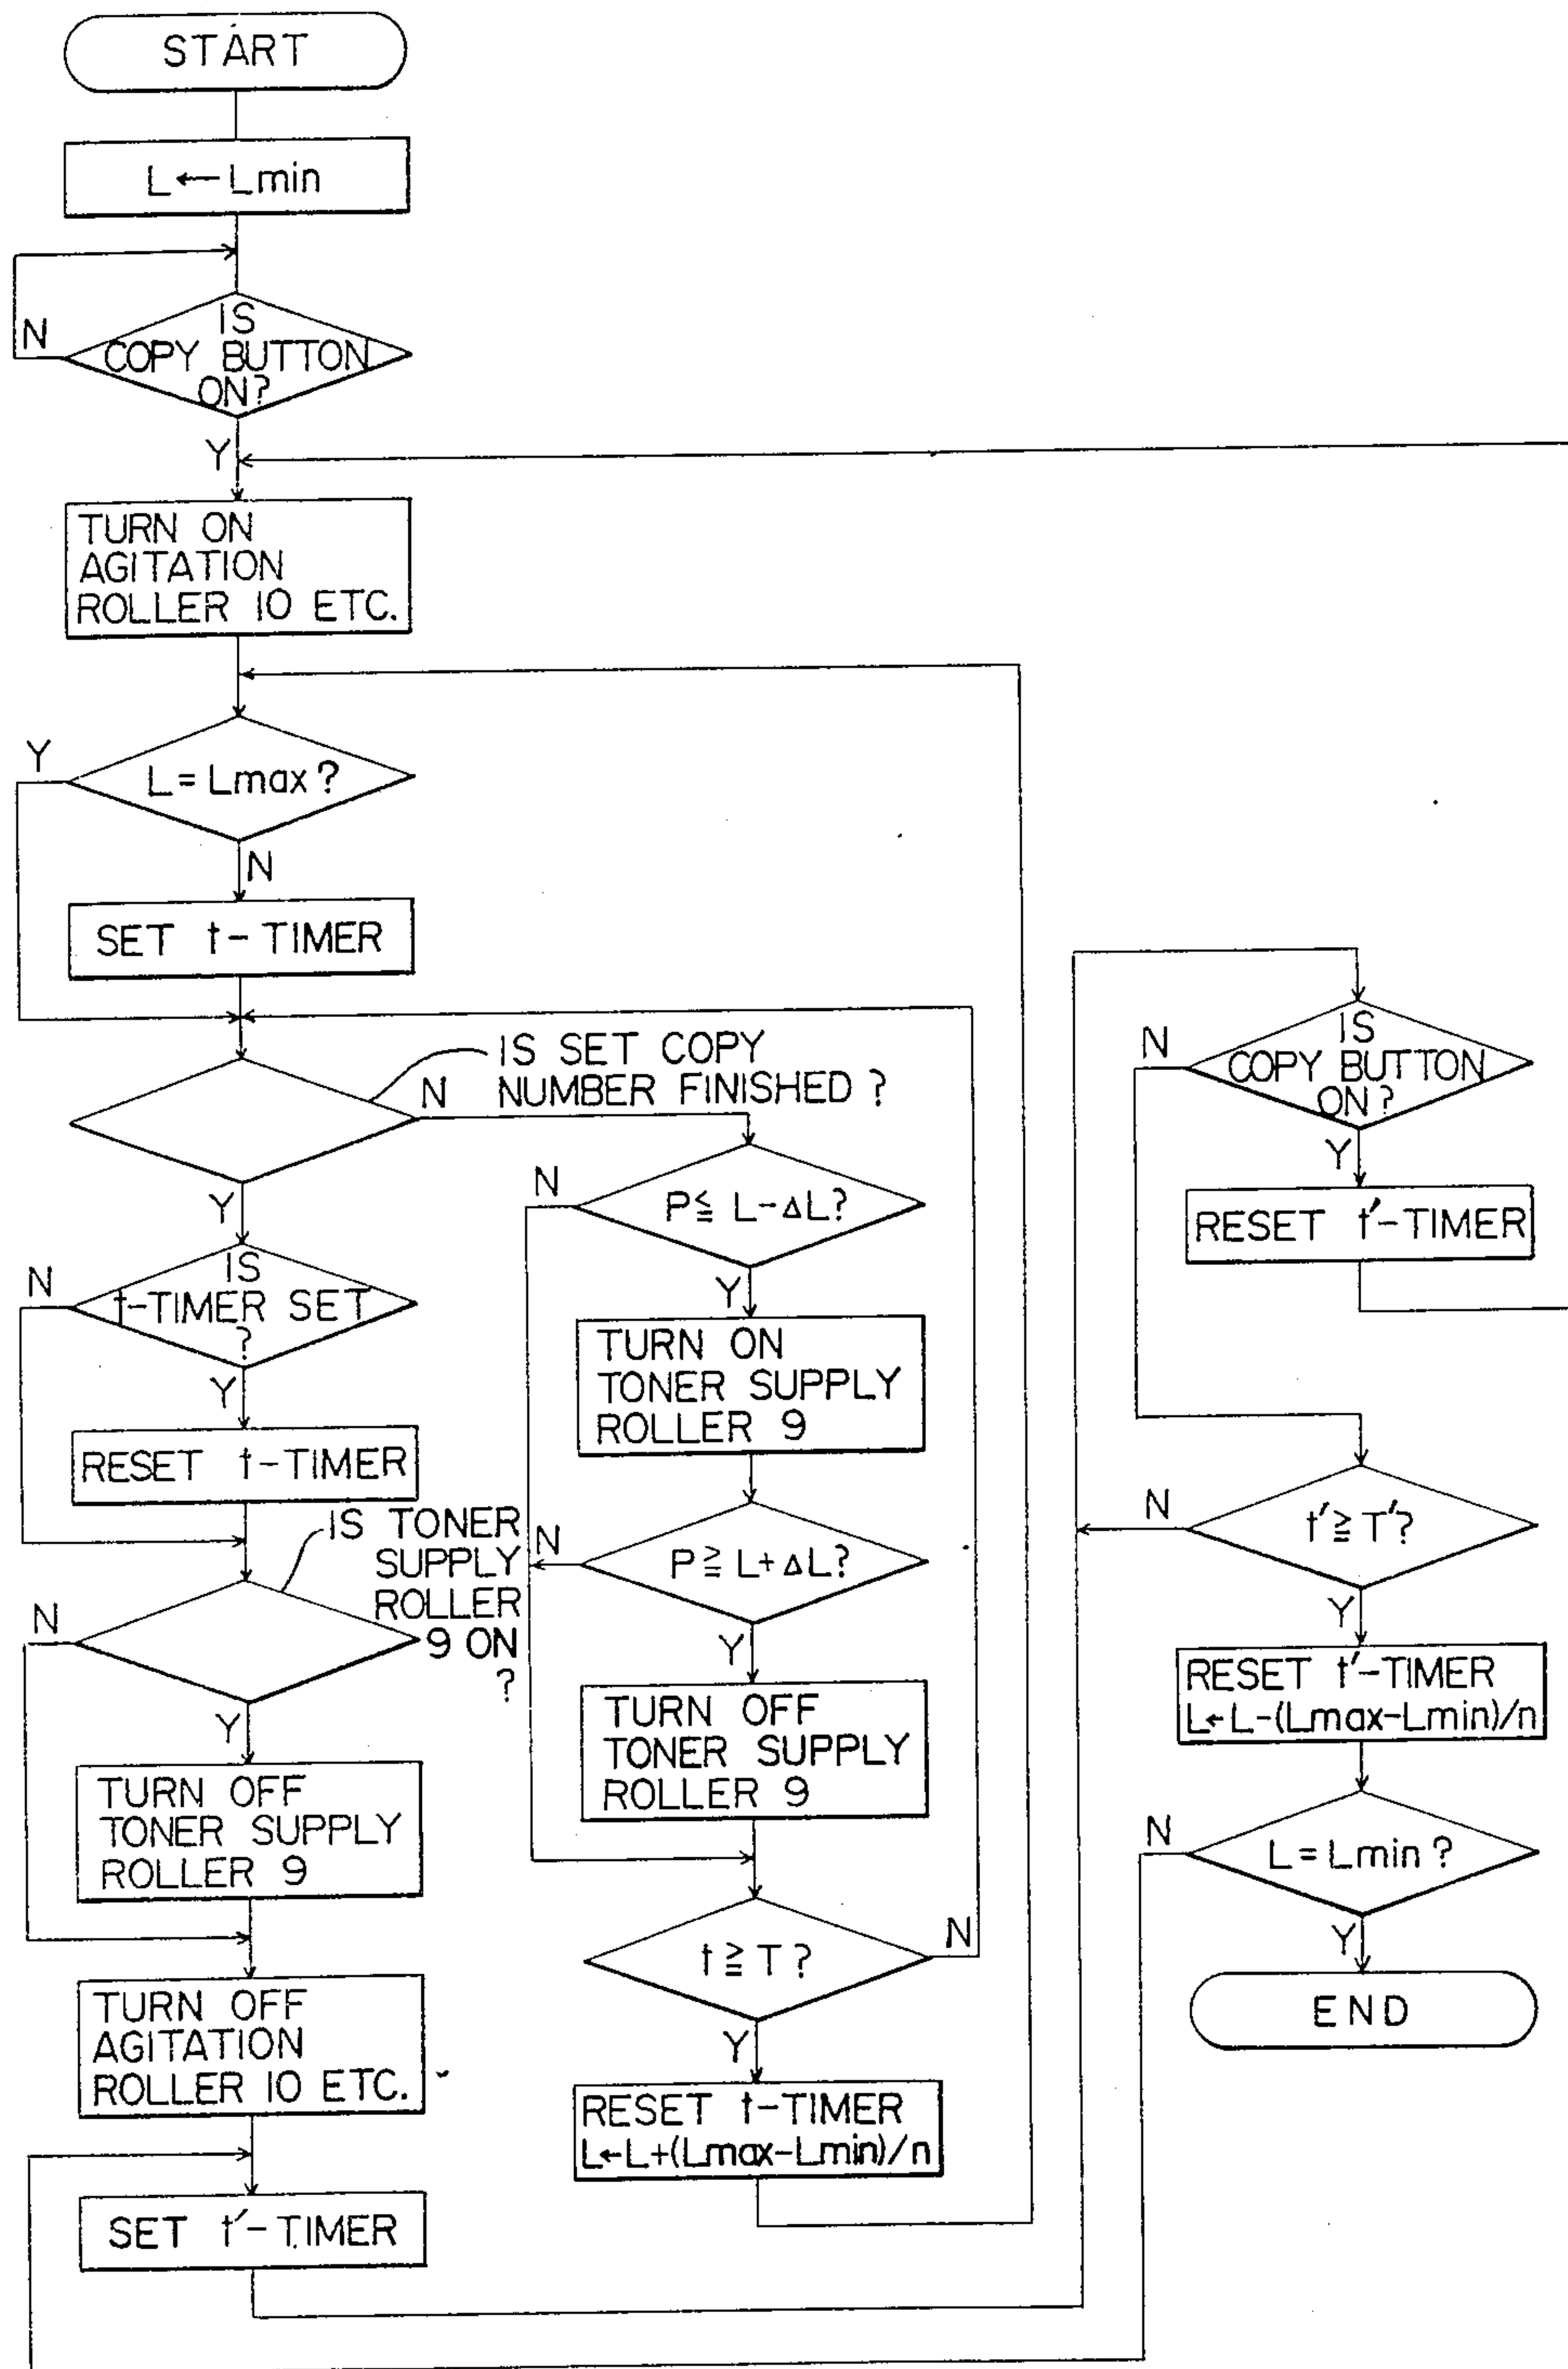 START
L←Lmin
IS
COPY BUTTON
ON?
N
Y
TURN ON
AGITATION
ROLLER 10 ETC.
Y
L=Lmax?
N
SET t-TIMER
IS SET COPY
NUMBER FINISHED?
N
Y
IS
t-TIMER SET
?
N
Y
RESET t-TIMER
IS TONER
SUPPLY
ROLLER
9 ON
?
N
Y
TURN OFF
TONER SUPPLY
ROLLER 9
TURN OFF
AGITATION
ROLLER 10 ETC.
SET t'-TIMER
N
P≦L-ΔL?
Y
TURN ON
TONER SUPPLY
ROLLER 9
N
P≧L+ΔL?
Y
TURN OFF
TONER SUPPLY
ROLLER 9
t≧T?
N
Y
RESET t-TIMER
L←L+(Lmax-Lmin)/n
N
IS
COPY BUTTON
ON?
Y
RESET t'-TIMER
N
t'≧T'?
Y
RESET t'-TIMER
L←L-(Lmax-Lmin)/n
N
L=Lmin?
Y
END